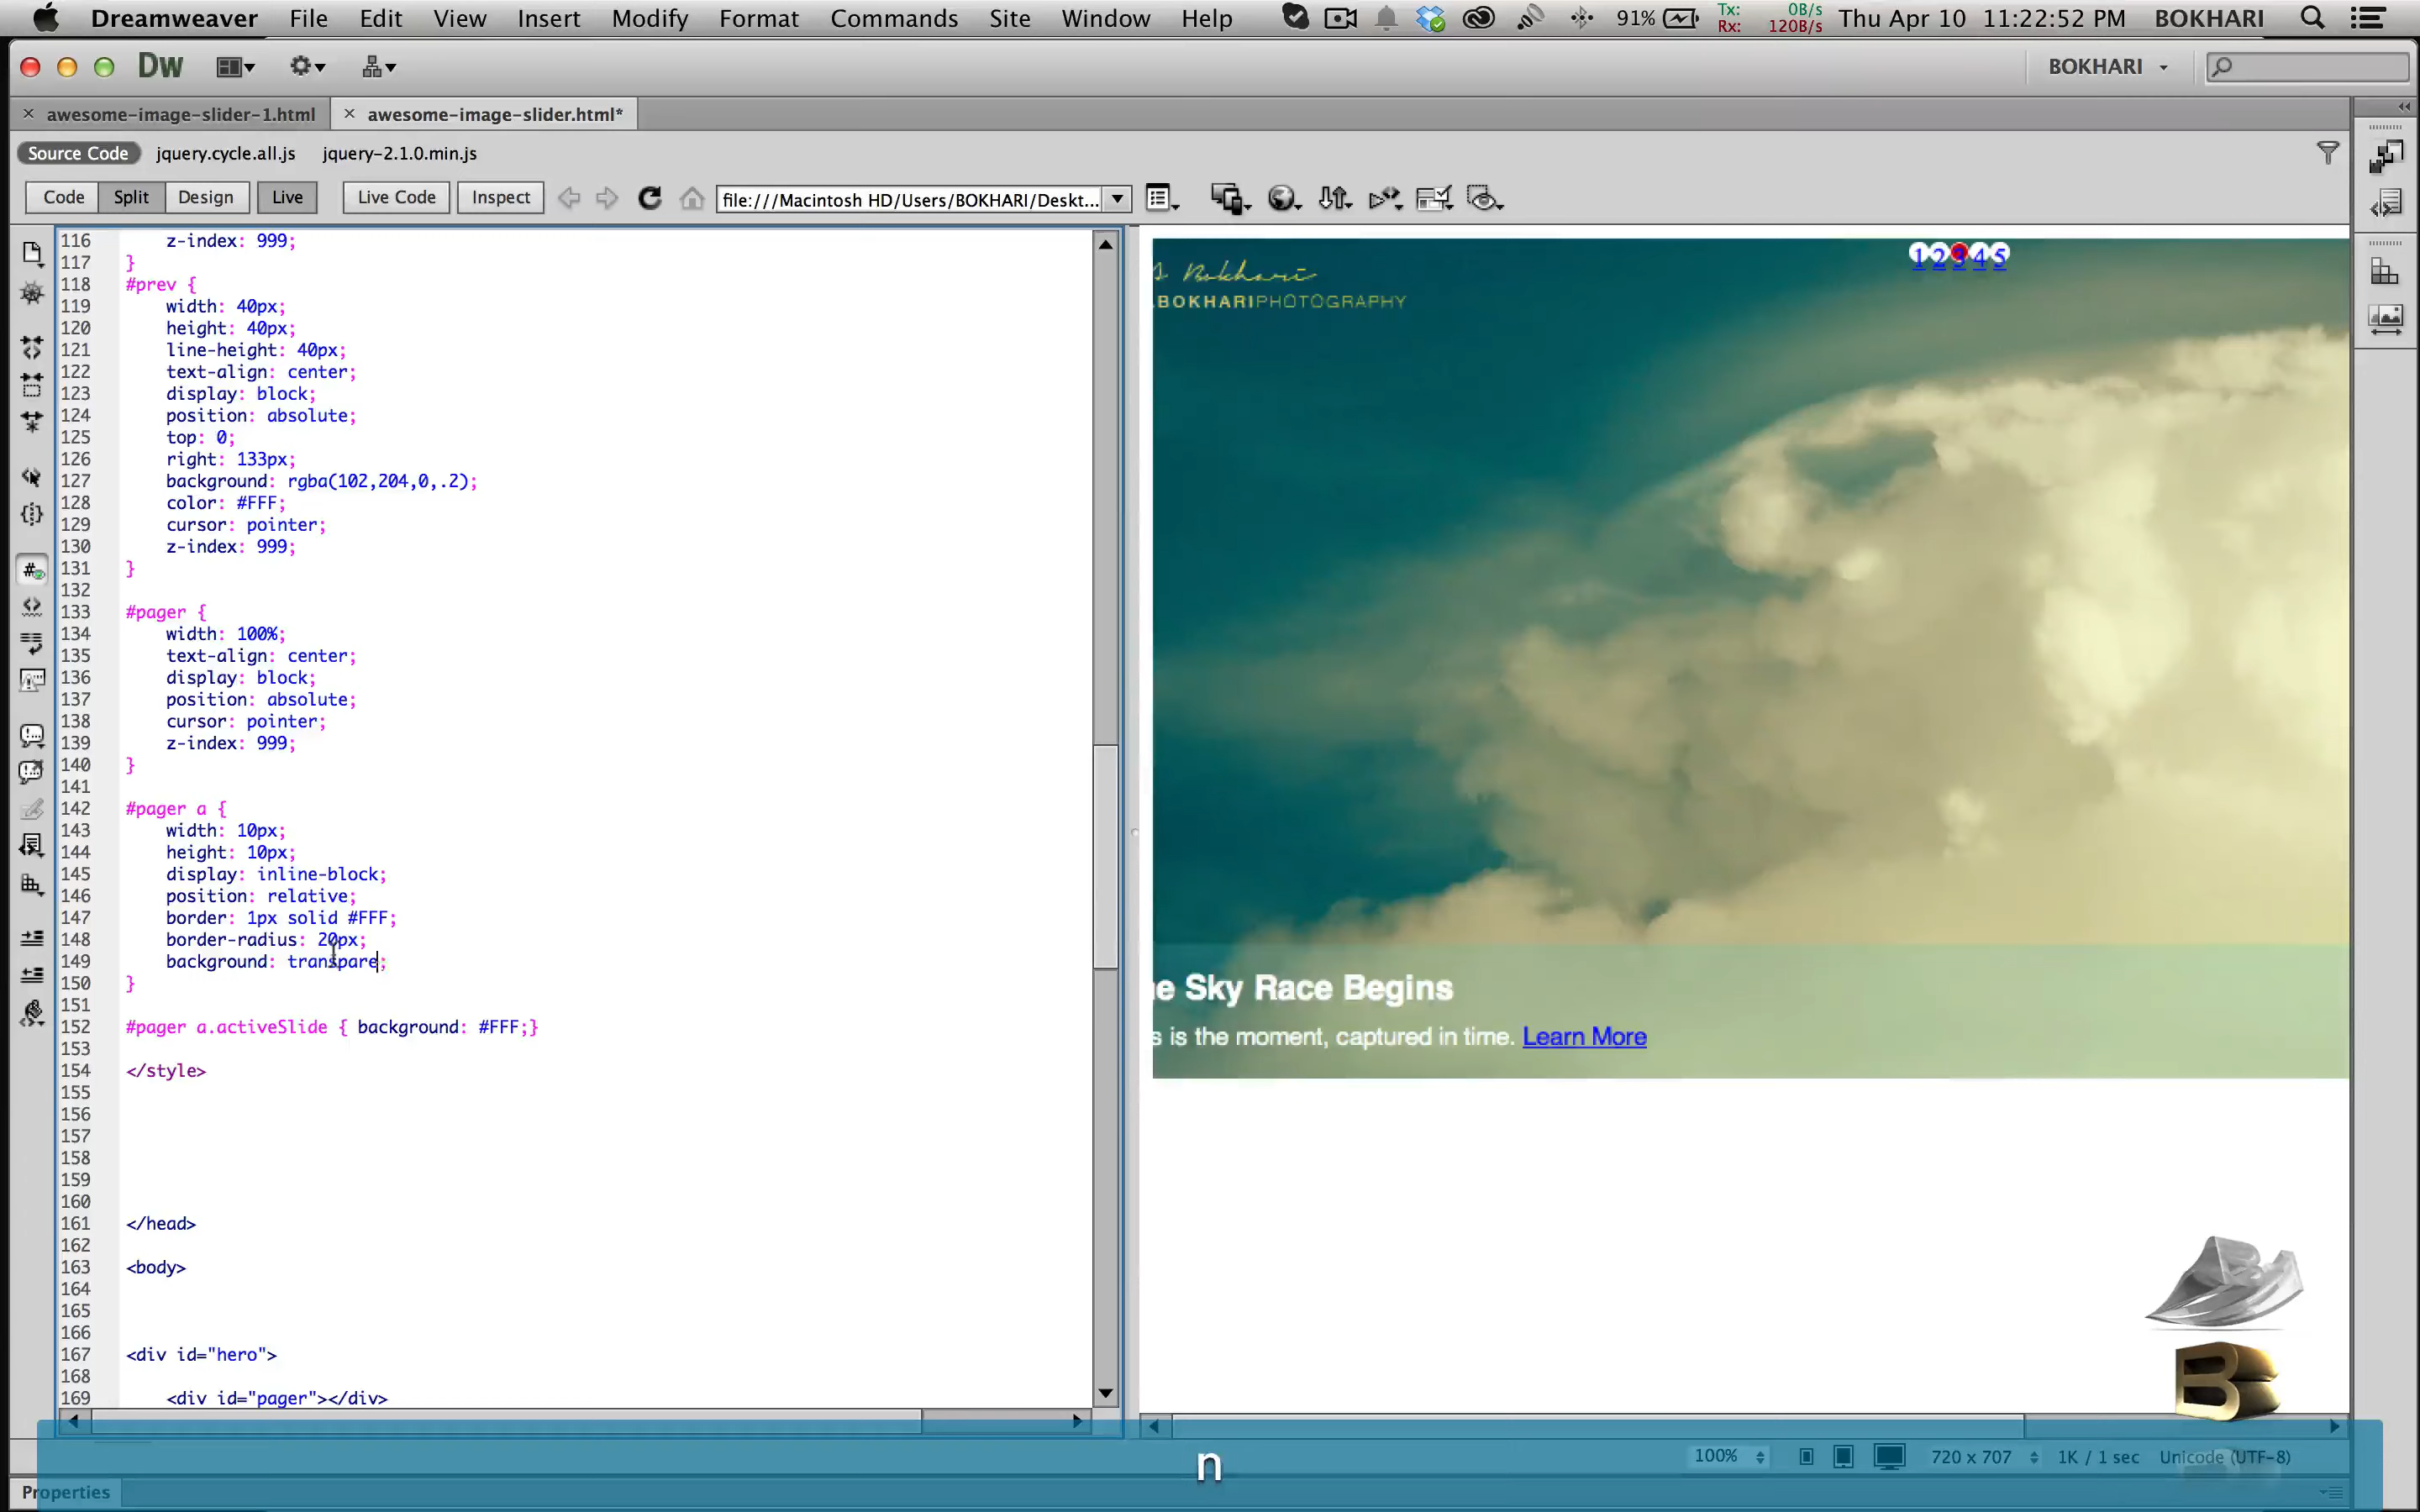 Dreamweaver File Edit View Insert Modify Format Commands Site Window Help 91% Tx: 0B/s Rx: 120B/s Thu Apr 10 11:22:52 PM BOKHARI
Dw BOKHARI
awesome-image-slider-1.html awesome-image-slider.html*
Source Code jquery.cycle.all.js jquery-2.1.0.min.js
Code Split Design Live Live Code Inspect file:///Macintosh HD/Users/BOKHARI/Deskt...
116 z-index: 999;
117 }
118 #prev {
119 width: 40px;
120 height: 40px;
121 line-height: 40px;
122 text-align: center;
123 display: block;
124 position: absolute;
125 top: 0;
126 right: 133px;
127 background: rgba(102,204,0,.2);
128 color: #FFF;
129 cursor: pointer;
130 z-index: 999;
131 }
132
133 #pager {
134 width: 100%;
135 text-align: center;
136 display: block;
137 position: absolute;
138 cursor: pointer;
139 z-index: 999;
140 }
141
142 #pager a {
143 width: 10px;
144 height: 10px;
145 display: inline-block;
146 position: relative;
147 border: 1px solid #FFF;
148 border-radius: 20px;
149 background: transpare;
150 }
151
152 #pager a.activeSlide { background: #FFF;}
153
154 </style>
155
156
157
158
159
160
161 </head>
162
163 <body>
164
165
166
167 <div id="hero">
168
169 <div id="pager"></div>
1 2 3 4 5
Bokhari
.BOKHARIPHOTOGRAPHY
e Sky Race Begins
s is the moment, captured in time. Learn More
B
n
100% 720 x 707 1K / 1 sec Unicode (UTF-8)
Properties